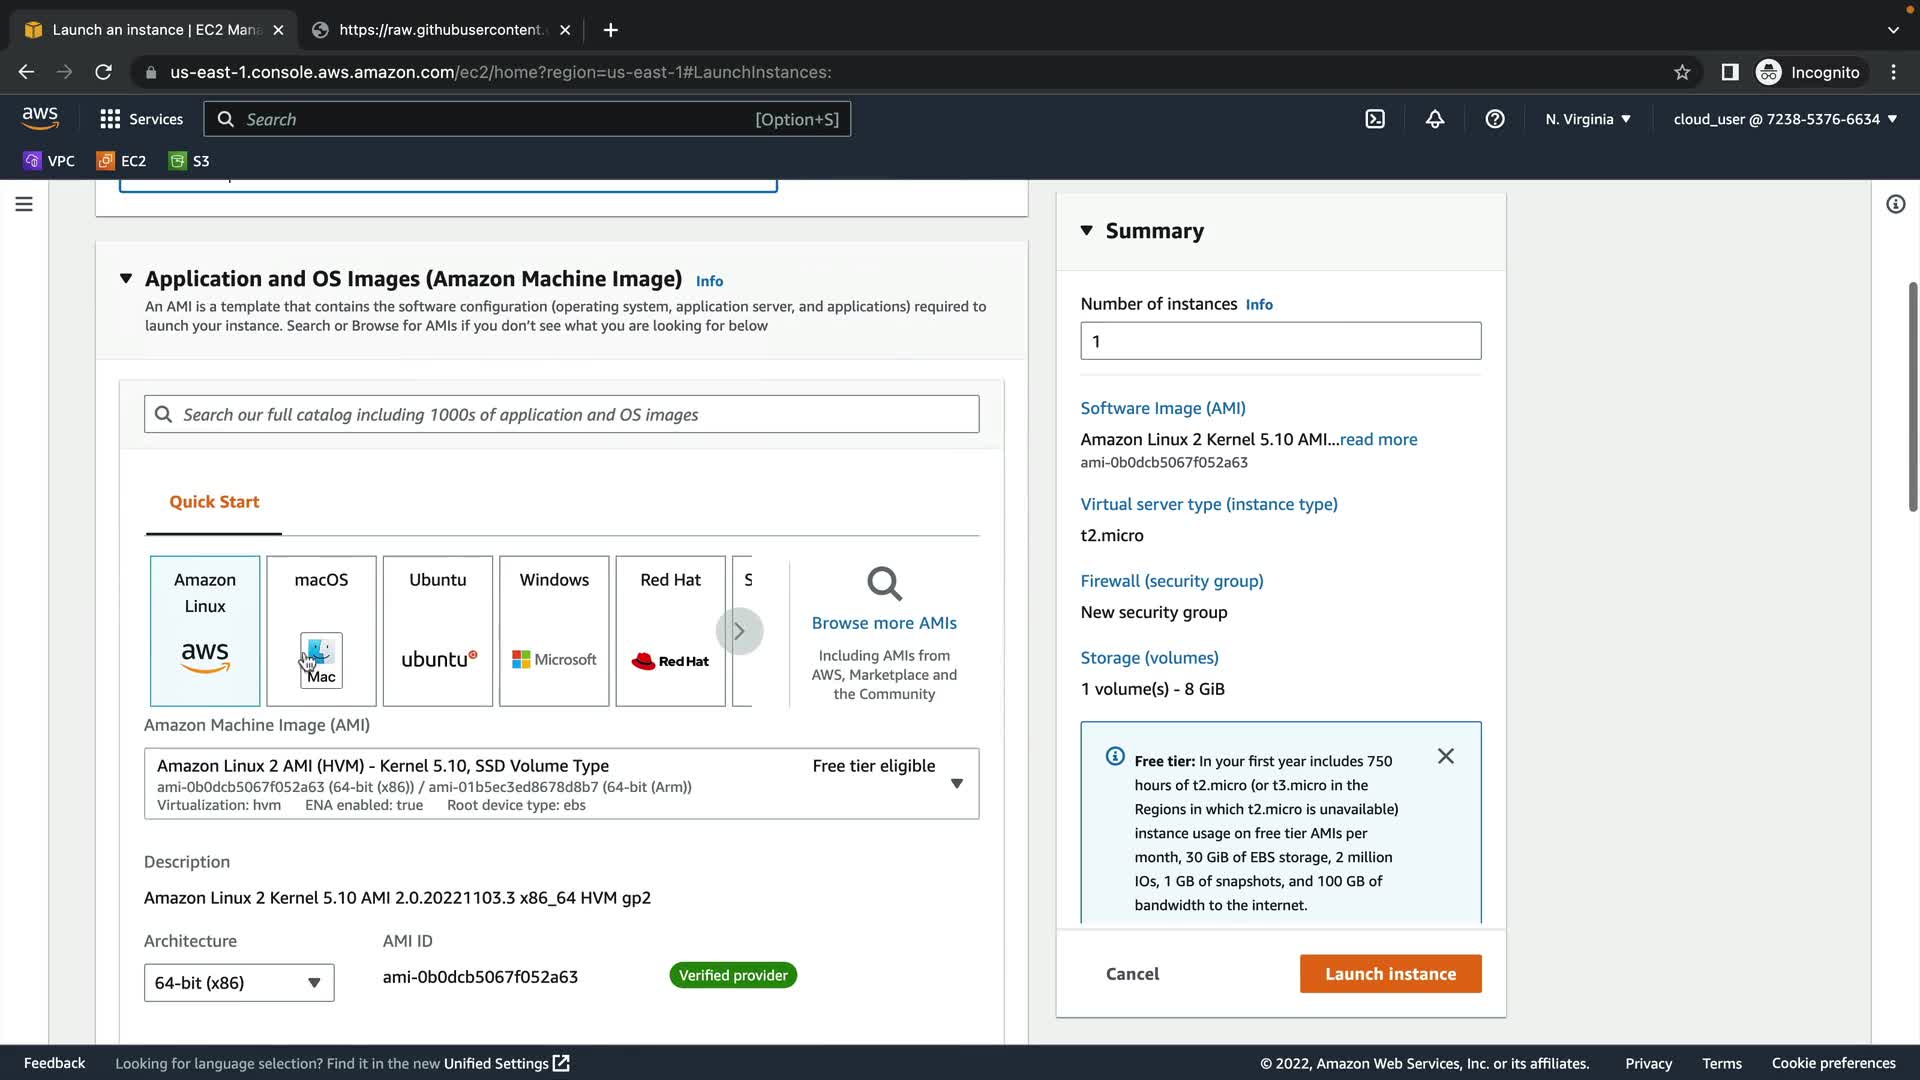 Launch an instance | EC2 Mana
https://raw.githubusercontent.
us-east-1.console.aws.amazon.com/ec2/home?region=us-east-1#LaunchInstances:
Incognito
aws
Services
Search
[Option+S]
N. Virginia
cloud_user @ 7238-5376-6634
VPC
EC2
S3
Application and OS Images (Amazon Machine Image) Info
An AMI is a template that contains the software configuration (operating system, application server, and applications) required to
launch your instance. Search or Browse for AMIs if you don't see what you are looking for below
Search our full catalog including 1000s of application and OS images
Quick Start
Amazon
Linux
aws
macOS
Mac
Ubuntu
ubuntu
Windows
Microsoft
Red Hat
Red Hat
S
Browse more AMIs
Including AMIs from
AWS, Marketplace and
the Community
Amazon Machine Image (AMI)
Amazon Linux 2 AMI (HVM) - Kernel 5.10, SSD Volume Type
Free tier eligible
ami-0b0dcb5067f052a63 (64-bit (x86)) / ami-01b5ec3ed8678d8b7 (64-bit (Arm))
Virtualization: hvm ENA enabled: true Root device type: ebs
Description
Amazon Linux 2 Kernel 5.10 AMI 2.0.20221103.3 x86_64 HVM gp2
Architecture
AMI ID
64-bit (x86)
ami-0b0dcb5067f052a63
Verified provider
Summary
Number of instances Info
1
Software Image (AMI)
Amazon Linux 2 Kernel 5.10 AMI...read more
ami-0b0dcb5067f052a63
Virtual server type (instance type)
t2.micro
Firewall (security group)
New security group
Storage (volumes)
1 volume(s) - 8 GiB
Free tier: In your first year includes 750
hours of t2.micro (or t3.micro in the
Regions in which t2.micro is unavailable)
instance usage on free tier AMIs per
month, 30 GiB of EBS storage, 2 million
IOs, 1 GB of snapshots, and 100 GB of
bandwidth to the internet.
Cancel
Launch instance
Feedback
Looking for language selection? Find it in the new Unified Settings
© 2022, Amazon Web Services, Inc. or its affiliates.
Privacy
Terms
Cookie preferences